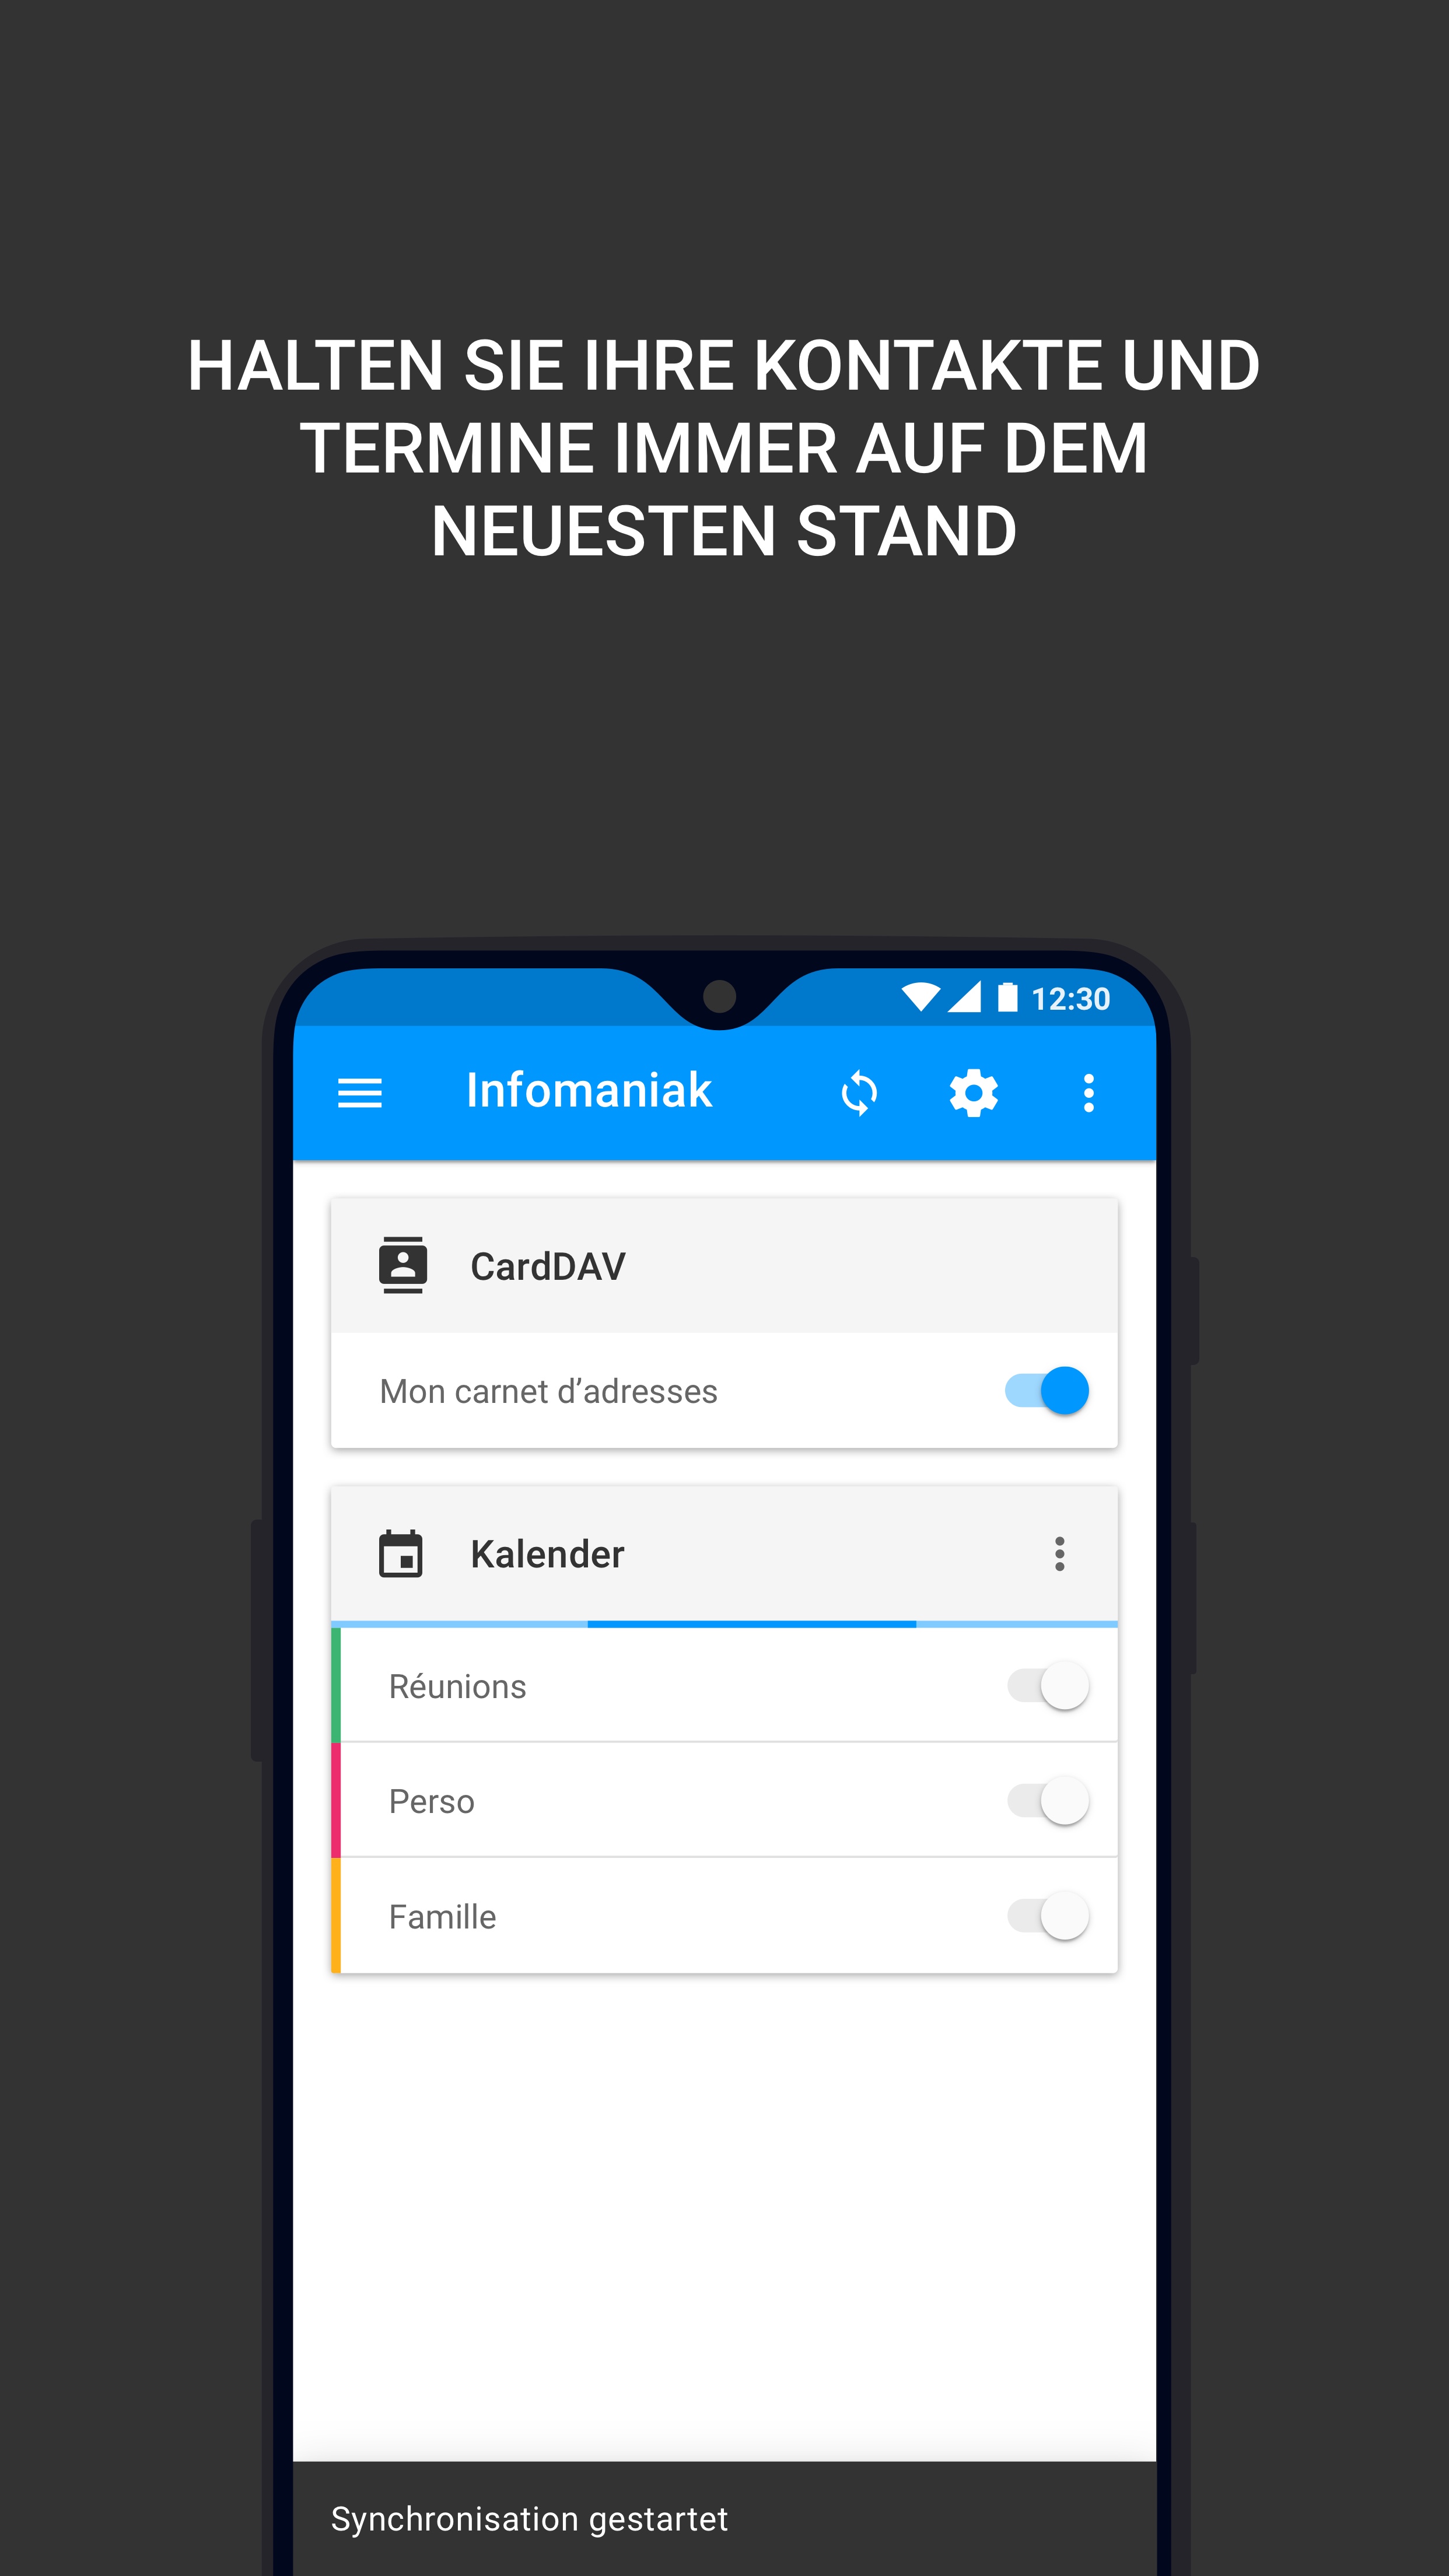 HALTEN SIE IHRE KONTAKTE UND
TERMINE IMMER AUF DEM
NEUESTEN STAND
12:30
Infomaniak
CardDAV
Mon carnet d’adresses
Kalender
Réunions
Perso
Famille
Synchronisation gestartet